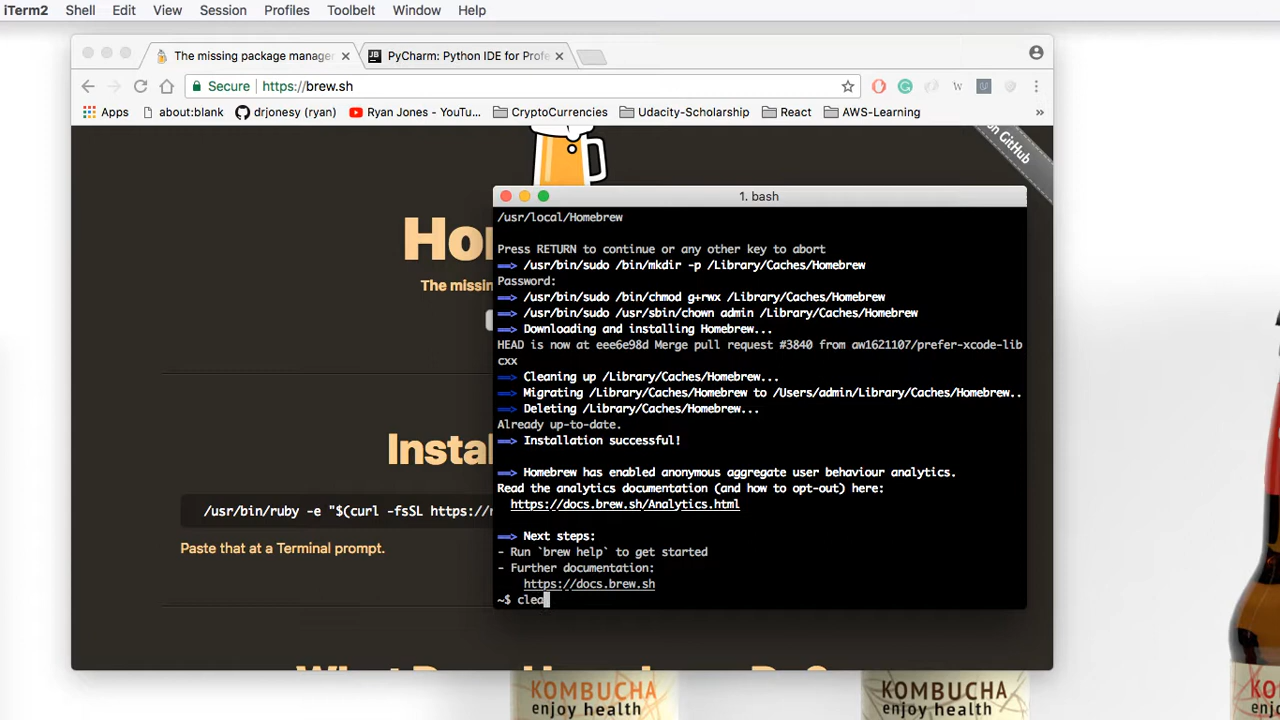 iTerm2 Shell Edit View Session Profiles Toolbelt Window Help
The missing package manager PyCharm: Python IDE for Profe
Secure https://brew.sh
Apps about:blank drjonesy (ryan) Ryan Jones - YouTu... CryptoCurrencies Udacity-Scholarship React AWS-Learning »
on GitHub
Ho
The missin
Instal
/usr/bin/ruby -e "$(curl -fsSL https://r
Paste that at a Terminal prompt.
1. bash
/usr/local/Homebrew
Press RETURN to continue or any other key to abort
==> /usr/bin/sudo /bin/mkdir -p /Library/Caches/Homebrew
Password:
==> /usr/bin/sudo /bin/chmod g+rwx /Library/Caches/Homebrew
==> /usr/bin/sudo /usr/sbin/chown admin /Library/Caches/Homebrew
==> Downloading and installing Homebrew...
HEAD is now at eee6e98d Merge pull request #3840 from aw1621107/prefer-xcode-lib
cxx
==> Cleaning up /Library/Caches/Homebrew...
==> Migrating /Library/Caches/Homebrew to /Users/admin/Library/Caches/Homebrew..
==> Deleting /Library/Caches/Homebrew...
Already up-to-date.
==> Installation successful!
==> Homebrew has enabled anonymous aggregate user behaviour analytics.
Read the analytics documentation (and how to opt-out) here:
https://docs.brew.sh/Analytics.html
==> Next steps:
- Run `brew help` to get started
- Further documentation:
https://docs.brew.sh
~$ clea
KOMBUCHA
enjoy health
KOMBUCHA
enjoy health